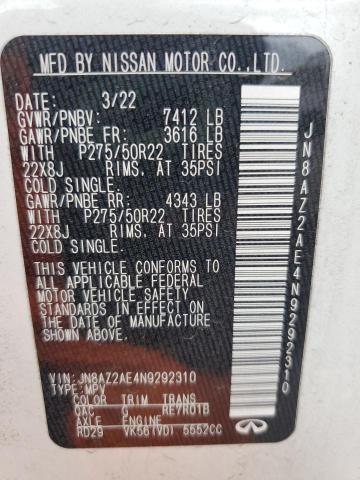 MFD BY NISSAN MOTOR CO.,LTD.
DATE: 3/22
GVWR/PNBV: 7412 LB
GAWR/PNBE FR: 3616 LB
WITH P275/50R22 TIRES
22X8J RIMS, AT 35PSI
COLD SINGLE.
GAWR/PNBE RR: 4343 LB
WITH P275/50R22 TIRES
22X8J RIMS, AT 35PSI
COLD SINGLE.
THIS VEHICLE CONFORMS TO
ALL APPLICABLE FEDERAL
MOTOR VEHICLE SAFETY
STANDARDS IN EFFECT ON
THE DATE OF MANUFACTURE
SHOWN ABOVE.
VIN:JN8AZ2AE4N9292310
TYPE:MPV
COLOR TRIM TRANS
QAC G RE7R01B
AXLE ENGINE
RD29 VK56(VD) 5552CC
JN8AZ2AE4N9292310